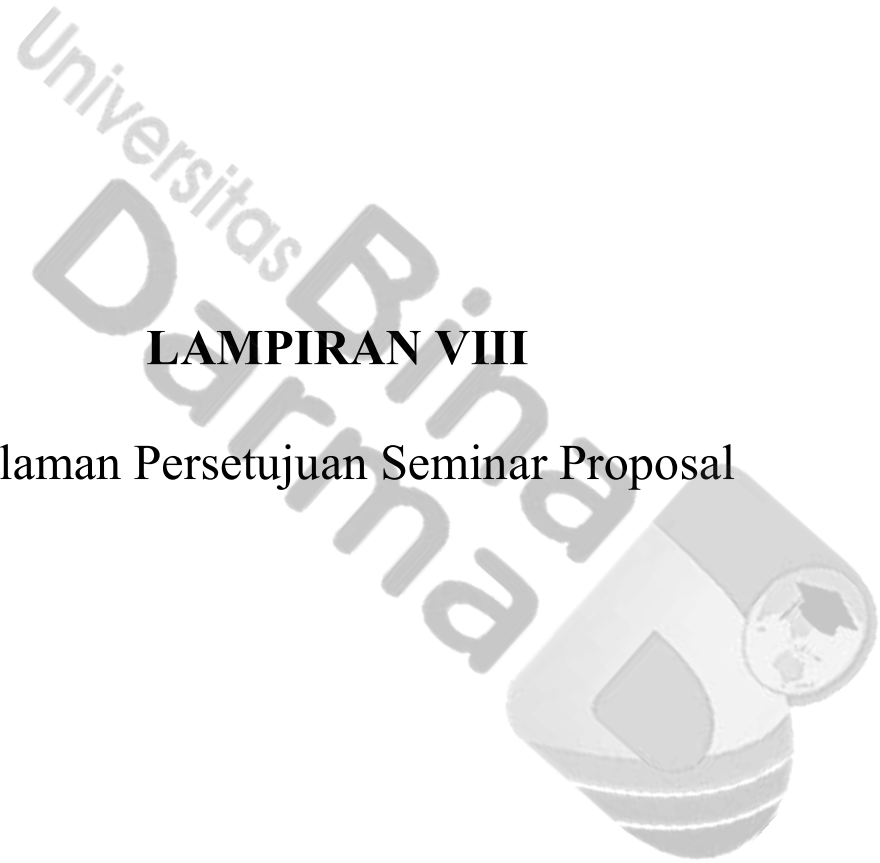 Universitas
Bina
Darma
LAMPIRAN VIII
laman Persetujuan Seminar Proposal